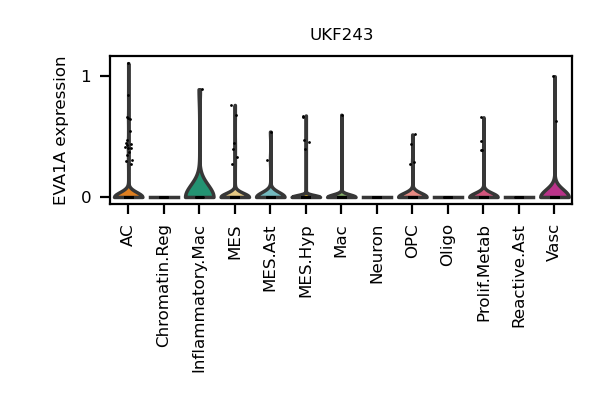 UKF243
EVA1A expression
1
0
AC
Chromatin.Reg
Inflammatory.Mac
MES
MES.Ast
MES.Hyp
Mac
Neuron
OPC
Oligo
Prolif.Metab
Reactive.Ast
Vasc